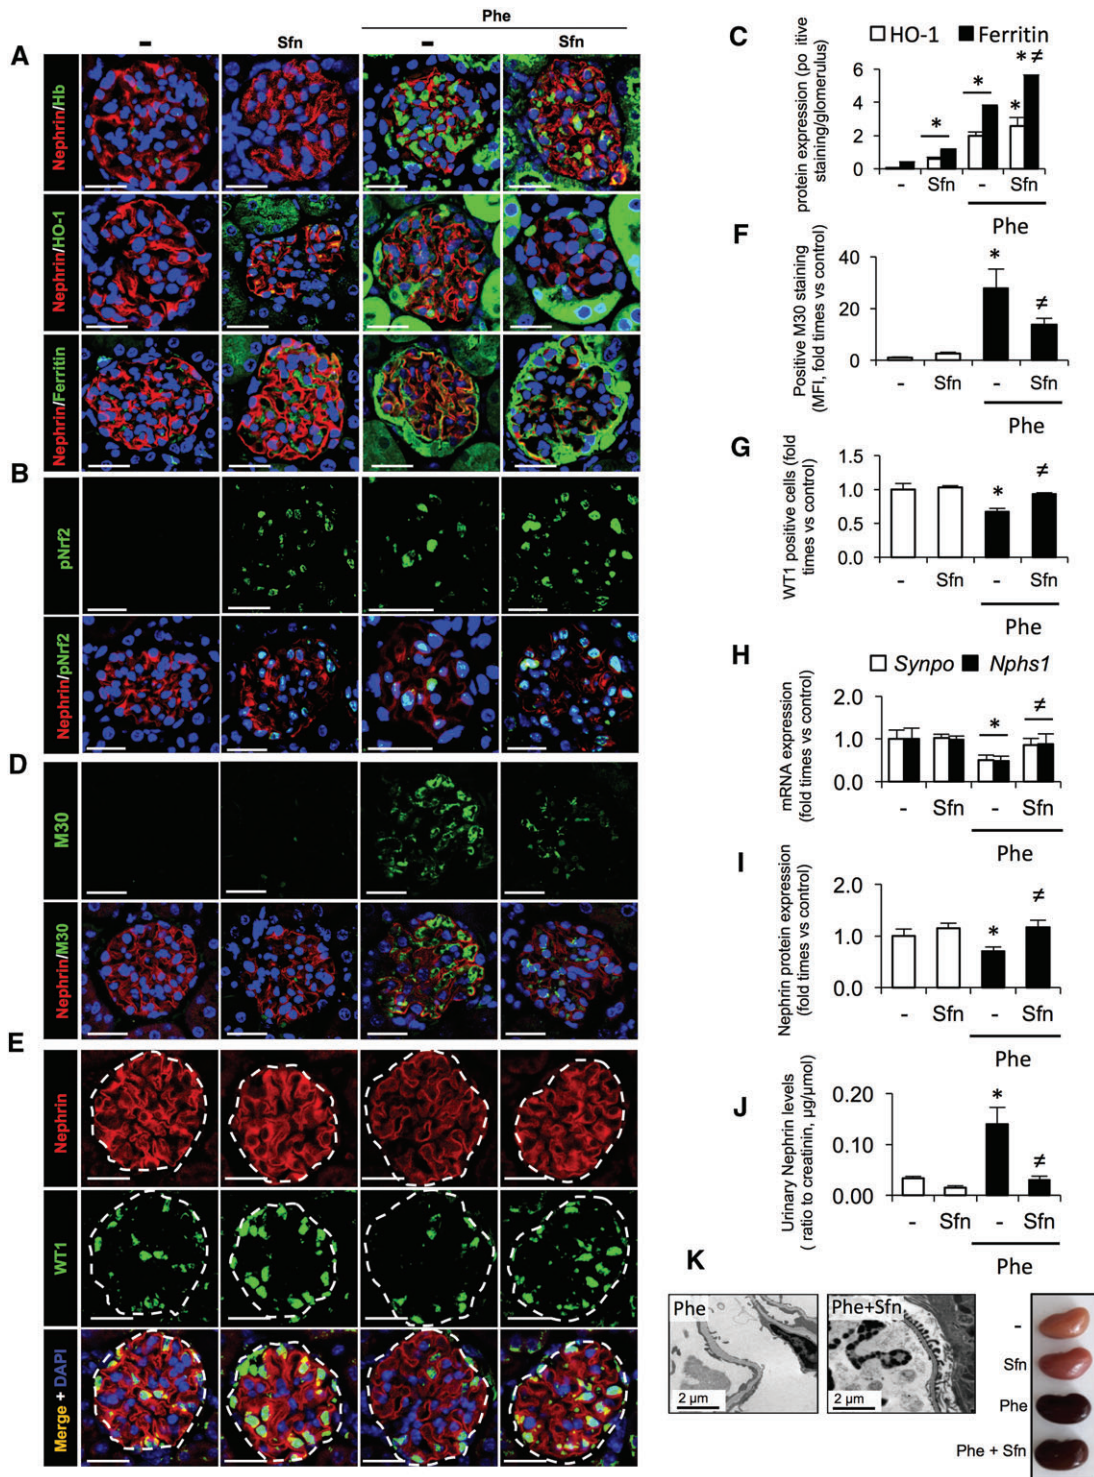 Phe
– Sfn – Sfn
A
Nephrin/Hb
Nephrin/HO-1
Nephrin/Ferritin
B
pNrf2
Nephrin/pNrf2
D
M30
Nephrin/M30
E
Nephrin
WT1
Merge + DAPI
C
HO-1 Ferritin
protein expression (po itive
staining/glomerulus)
6
4
2
0
* * * * ≠
- Sfn - Sfn
Phe
F
Positive M30 staining
(MFI, fold times vs control)
40
20
0
* ≠
- Sfn - Sfn
Phe
G
WT1 positive cells (fold
times vs control)
1.5
1.0
0.5
0.0
* ≠
- Sfn - Sfn
Phe
H
Synpo Nphs1
mRNA expression
(fold times vs control)
2.0
1.0
0.0
* ≠
- Sfn - Sfn
Phe
I
Nephrin protein expression
(fold times vs control)
2.0
1.0
0.0
* ≠
- Sfn - Sfn
Phe
J
Urinary Nephrin levels
( ratio to creatinin, µg/µmol)
0.20
0.10
0.00
* ≠
- Sfn - Sfn
Phe
K
Phe
2 µm
Phe+Sfn
2 µm
-
Sfn
Phe
Phe + Sfn